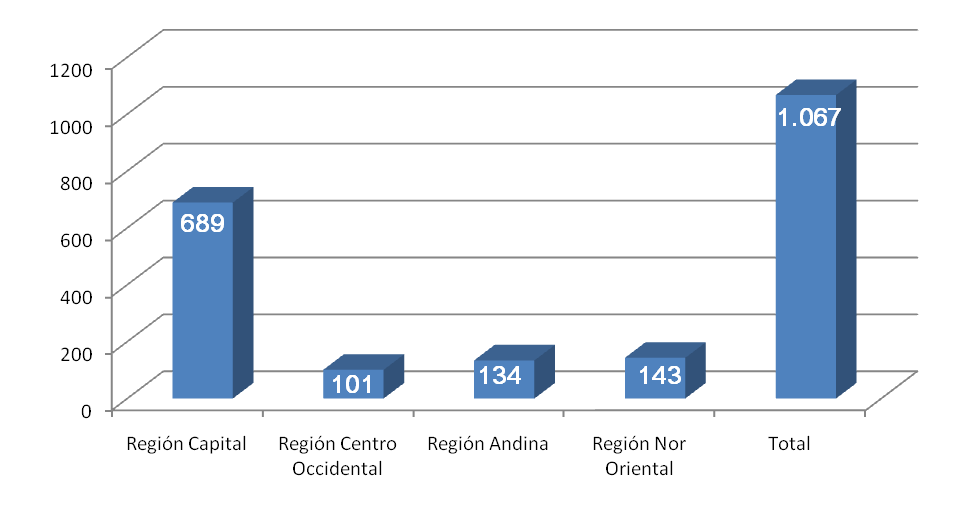 1200
1000
800
600
400
200
0
689
101
134
143
1.067
Región Capital
Región Centro
Occidental
Región Andina
Región Nor
Oriental
Total